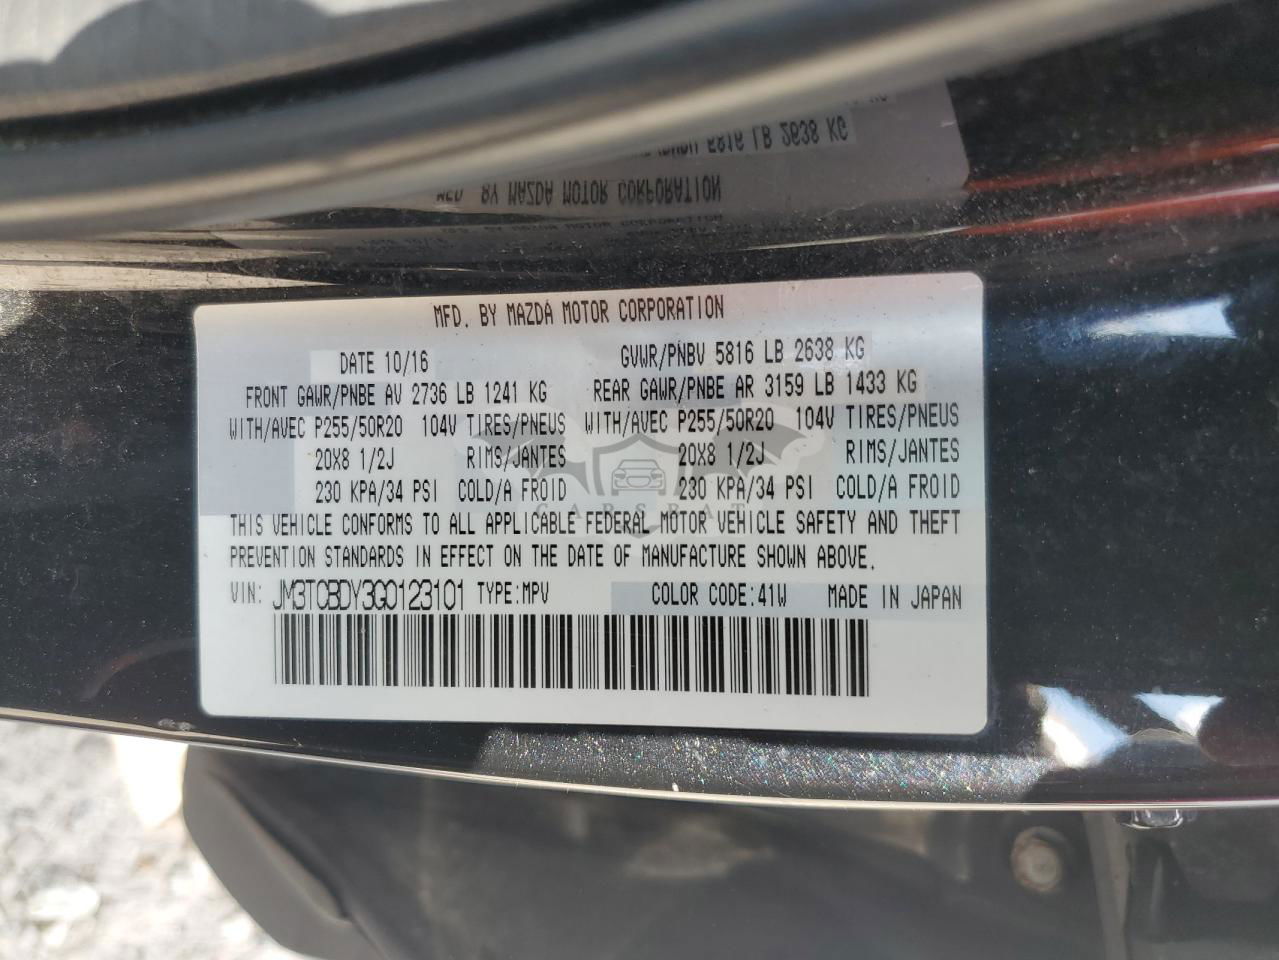 MFD. BY MAZDA MOTOR CORPORATION
DATE 10/16 GVWR/PNBV 5816 LB 2638 KG
FRONT GAWR/PNBE AV 2736 LB 1241 KG REAR GAWR/PNBE AR 3159 LB 1433 KG
WITH/AVEC P255/50R20 104V TIRES/PNEUS WITH/AVEC P255/50R20 104V TIRES/PNEUS
20X8 1/2J RIMS/JANTES 20X8 1/2J RIMS/JANTES
230 KPA/34 PSI COLD/A FROID 230 KPA/34 PSI COLD/A FROID
CARSBAT
THIS VEHICLE CONFORMS TO ALL APPLICABLE FEDERAL MOTOR VEHICLE SAFETY AND THEFT
PREVENTION STANDARDS IN EFFECT ON THE DATE OF MANUFACTURE SHOWN ABOVE.
VIN: JM3TCBDY3G0123101 TYPE:MPV COLOR CODE:41W MADE IN JAPAN